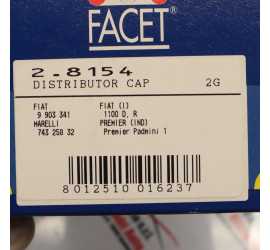 FACET
2.8154
DISTRIBUTOR CAP 2G
FIAT FIAT (I)
9 903 341 1100 D, R
MARELLI PREMIER (IND)
743 250 32 Premier Padmini 1
8012510 016237